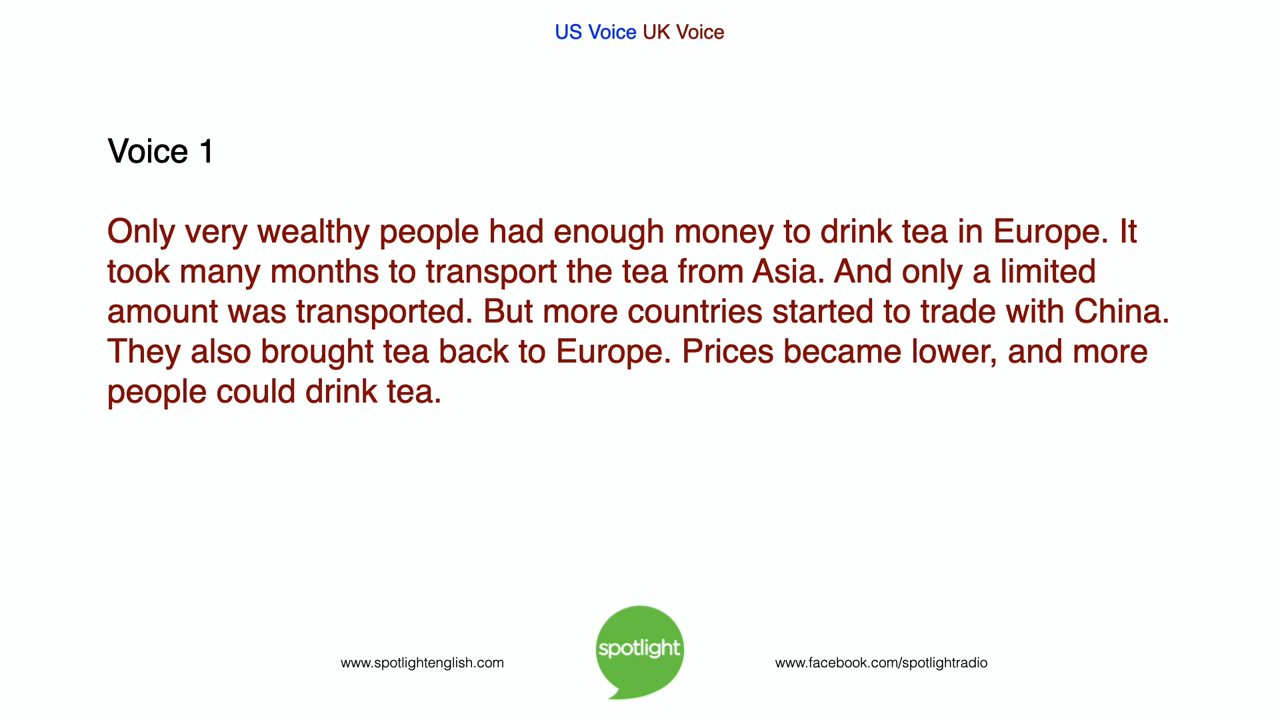 US Voice UK Voice
Voice 1
Only very wealthy people had enough money to drink tea in Europe. It
took many months to transport the tea from Asia. And only a limited
amount was transported. But more countries started to trade with China.
They also brought tea back to Europe. Prices became lower, and more
people could drink tea.
spotlight
www.spotlightenglish.com
www.facebook.com/spotlightradio